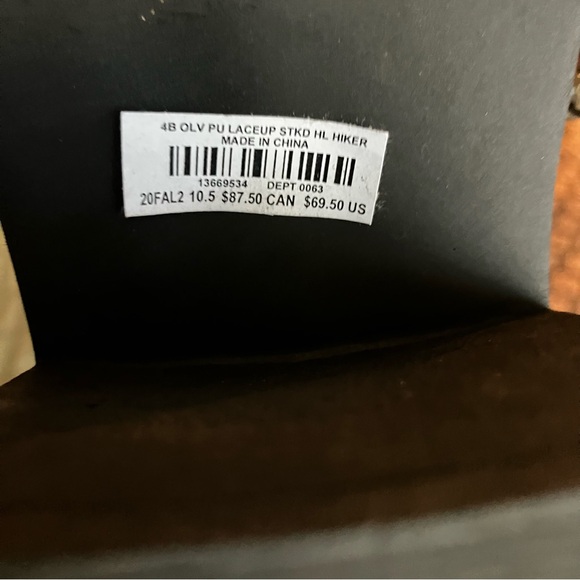 4B OLV PU LACEUP STKD HL HIKER
MADE IN CHINA
13669534 DEPT 0063
20FAL2 10.5 $87.50 CAN $69.50 US